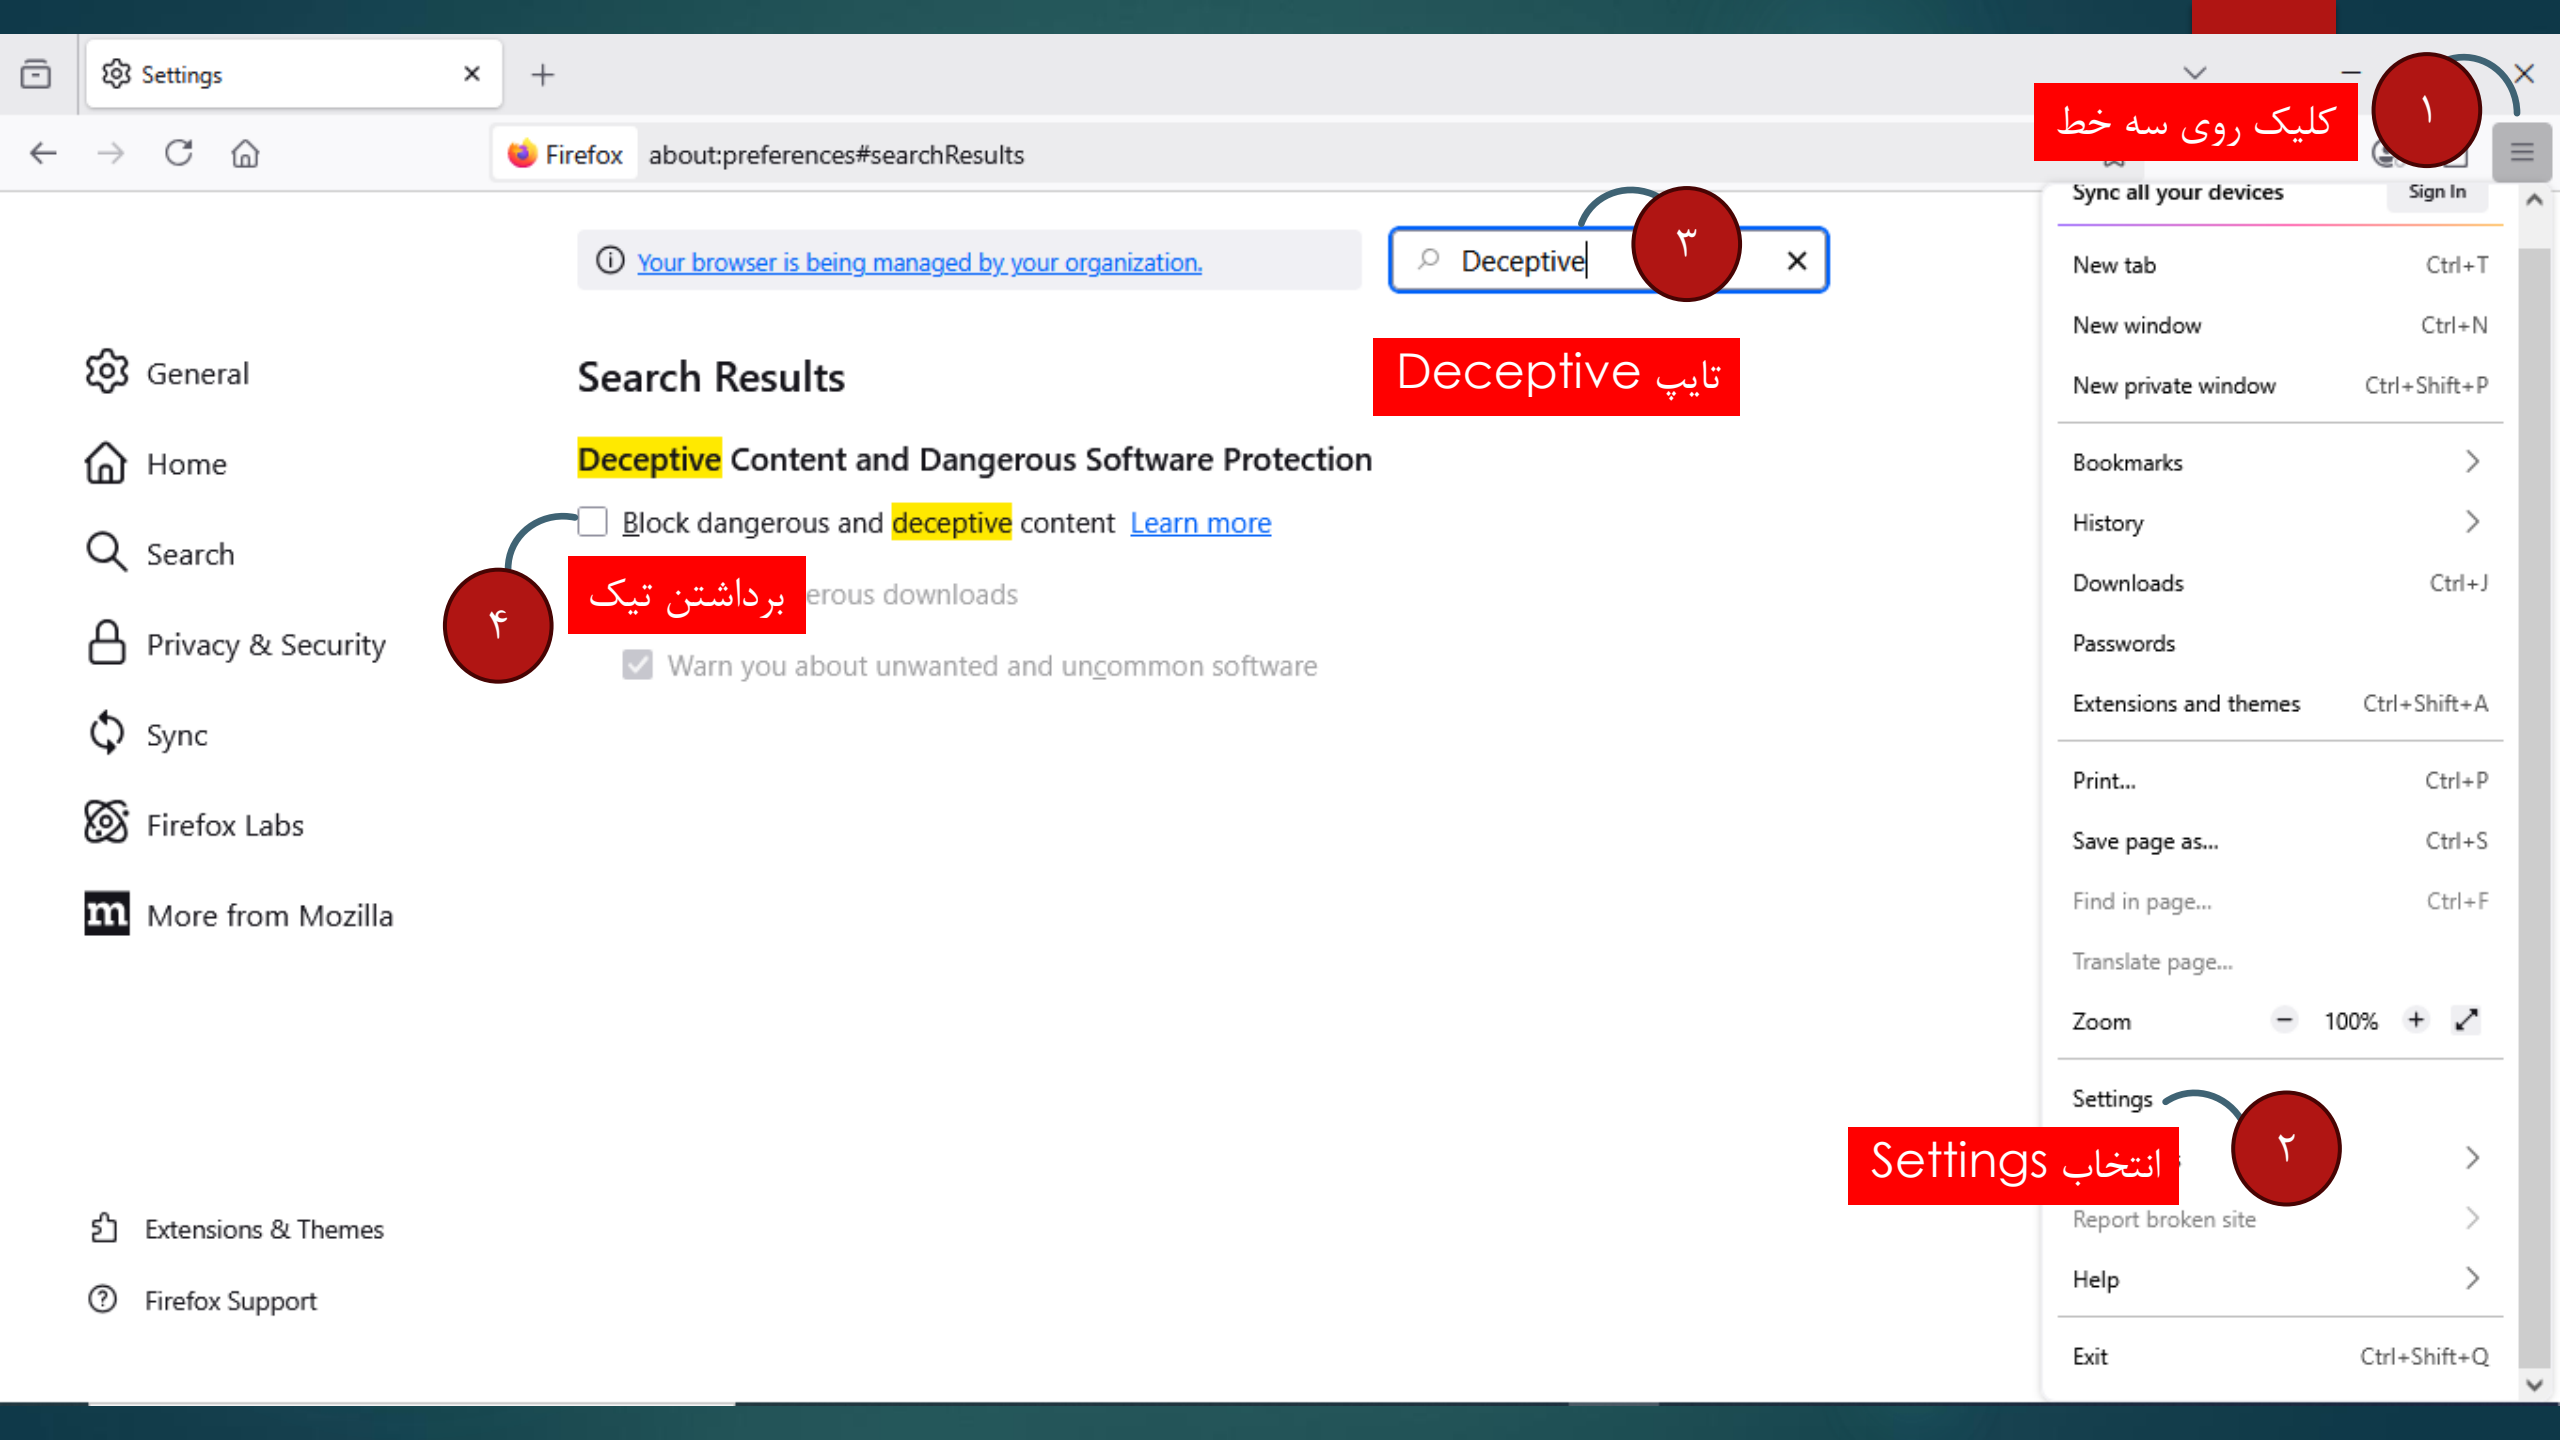 Settings
کلیک روی سه خط
۱
Firefox about:preferences#searchResults
Your browser is being managed by your organization.
Deceptive
۳
تایپ Deceptive
General
Home
Search
Privacy & Security
Sync
Firefox Labs
More from Mozilla
Extensions & Themes
Firefox Support
Search Results
Deceptive Content and Dangerous Software Protection
Block dangerous and deceptive content Learn more
۴
برداشتن تیک
erous downloads
Warn you about unwanted and uncommon software
Sync all your devices Sign In
New tab Ctrl+T
New window Ctrl+N
New private window Ctrl+Shift+P
Bookmarks
History
Downloads Ctrl+J
Passwords
Extensions and themes Ctrl+Shift+A
Print... Ctrl+P
Save page as... Ctrl+S
Find in page... Ctrl+F
Translate page...
Zoom − 100% +
Settings
۲
انتخاب Settings
Report broken site
Help
Exit Ctrl+Shift+Q